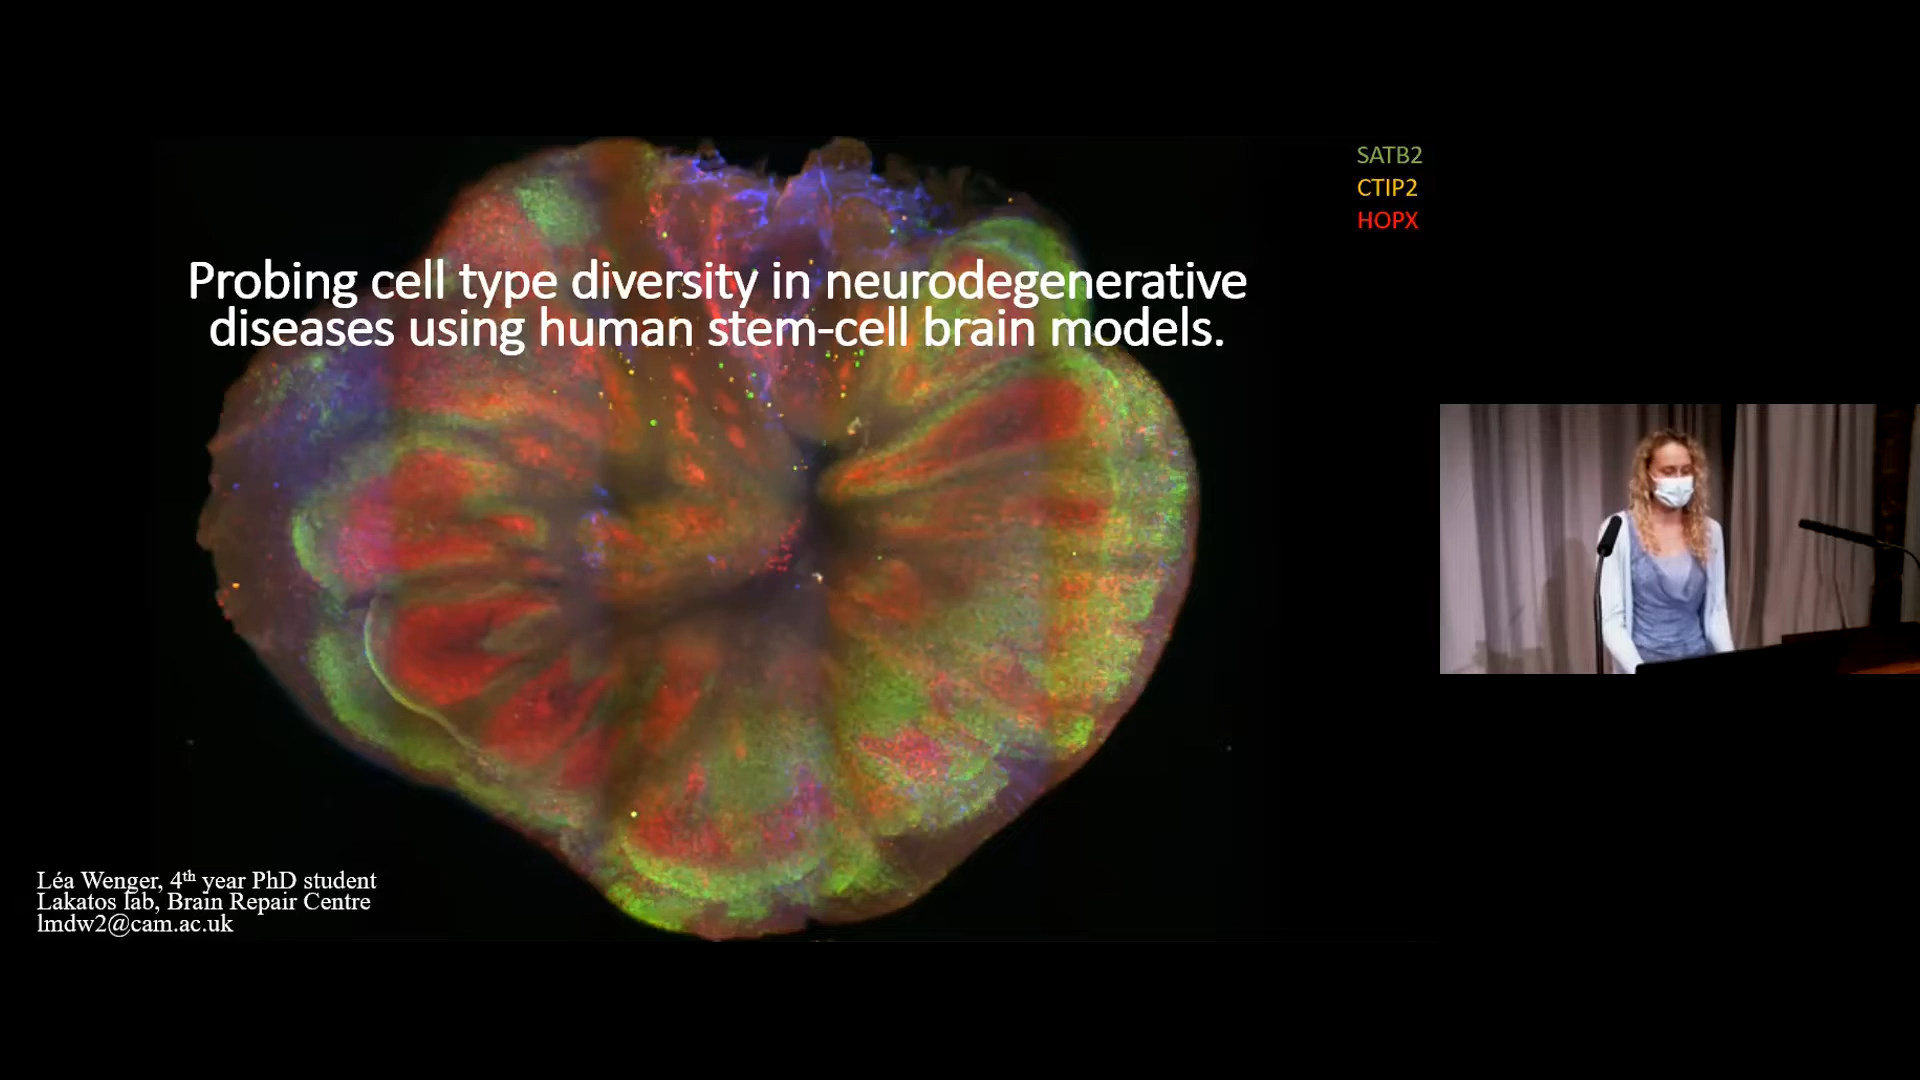 SATB2
CTIP2
HOPX
Probing cell type diversity in neurodegenerative
diseases using human stem-cell brain models.
Léa Wenger, 4th year PhD student
Lakatos lab, Brain Repair Centre
lmdw2@cam.ac.uk